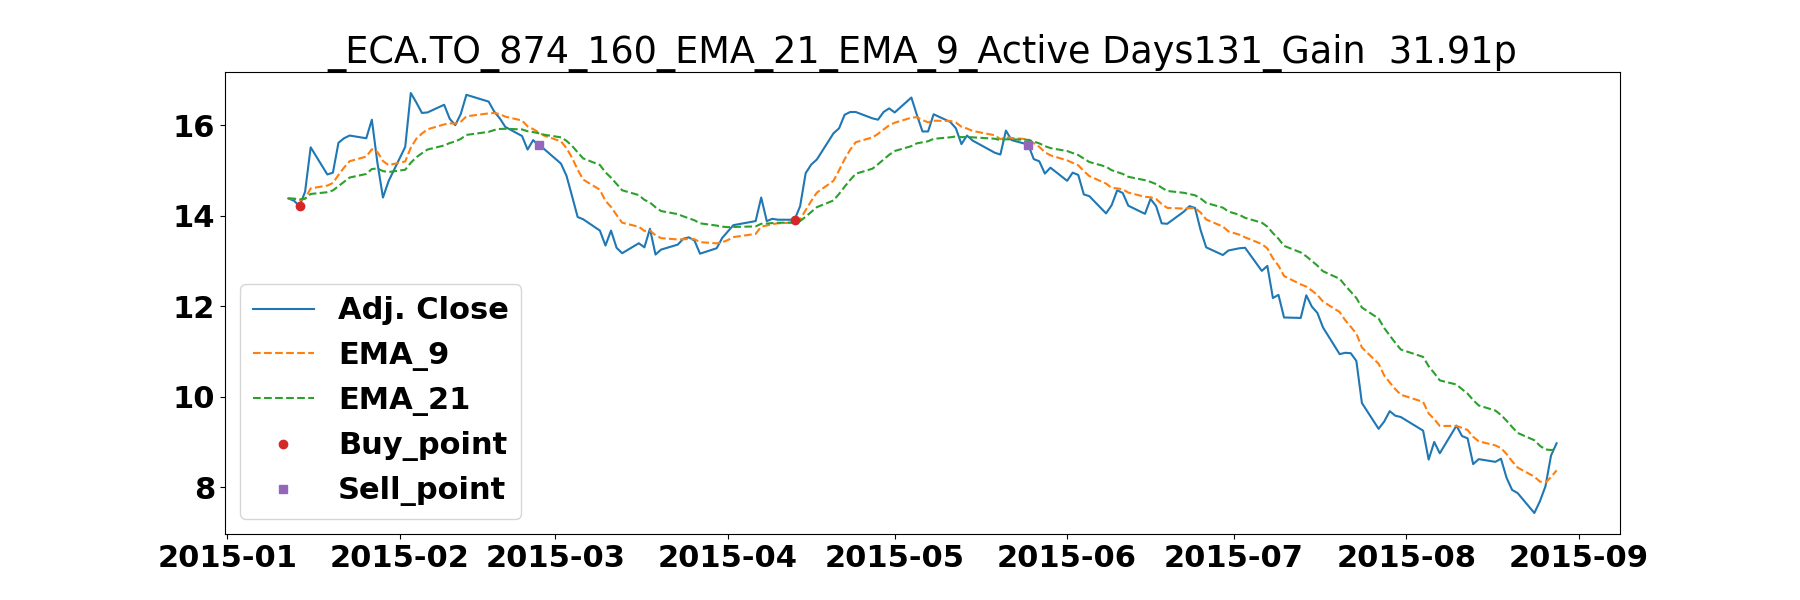 _ECA.TO_874_160_EMA_21_EMA_9_Active Days131_Gain  31.91p
16
14
12
10
8
Adj. Close
EMA_9
EMA_21
Buy_point
Sell_point
2015-01 2015-02 2015-03 2015-04 2015-05 2015-06 2015-07 2015-08 2015-09